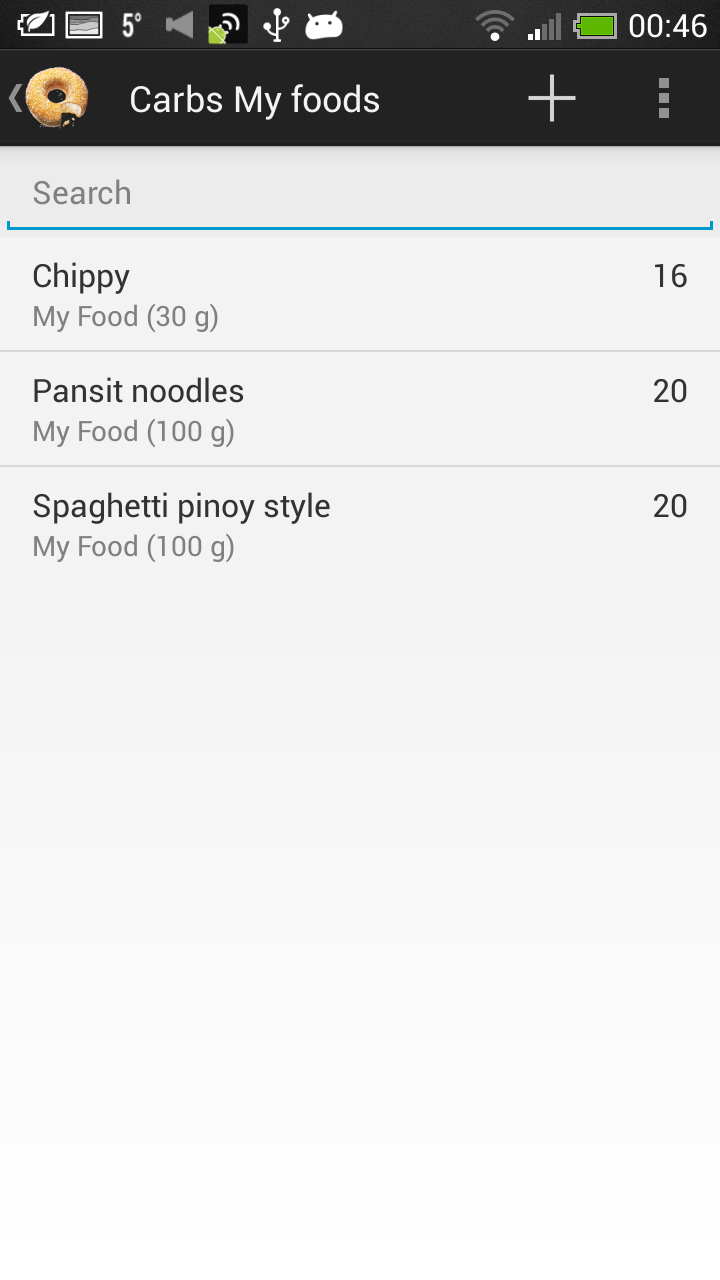 5° 00:46
Carbs My foods
Search
Chippy 16
My Food (30 g)
Pansit noodles 20
My Food (100 g)
Spaghetti pinoy style 20
My Food (100 g)